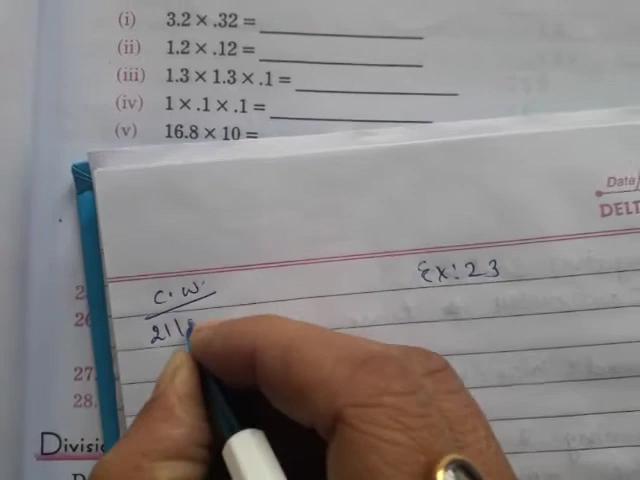 (i) 3.2 × .32 =
(ii) 1.2 × .12 =
(iii) 1.3 × 1.3 × .1 =
(iv) 1 × .1 × .1 =
(v) 16.8 × 10 =
Date
DELT
C.W.
Ex: 23
21/8
27.
28.
Divisi